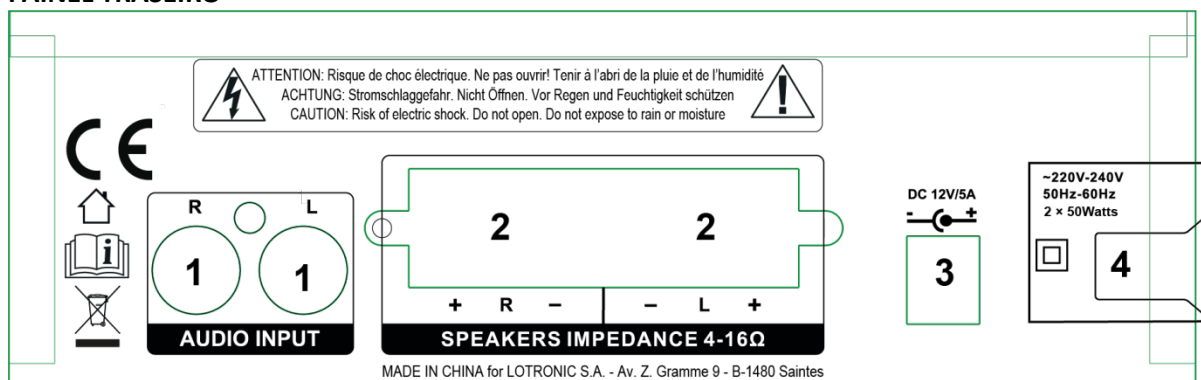 PAINEL TRASEIRO
ATTENTION: Risque de choc électrique. Ne pas ouvrir! Tenir à l'abri de la pluie et de l'humidité
ACHTUNG: Stromschlaggefahr. Nicht Öffnen. Vor Regen und Feuchtigkeit schützen
CAUTION: Risk of electric shock. Do not open. Do not expose to rain or moisture
CE
R L
1 1
AUDIO INPUT
2 2
+ R – – L +
SPEAKERS IMPEDANCE 4-16Ω
DC 12V/5A
- +
3
~220V-240V
50Hz-60Hz
2 × 50Watts
4
MADE IN CHINA for LOTRONIC S.A. - Av. Z. Gramme 9 - B-1480 Saintes